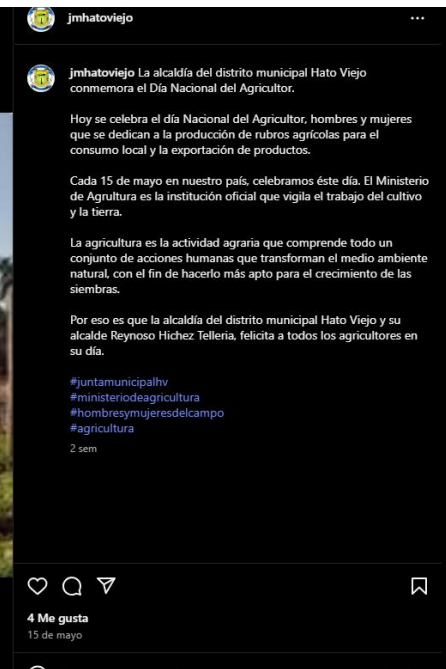 jmhatoviejo
jmhatoviejo La alcaldía del distrito municipal Hato Viejo
conmemora el Día Nacional del Agricultor.
Hoy se celebra el día Nacional del Agricultor, hombres y mujeres
que se dedican a la producción de rubros agrícolas para el
consumo local y la exportación de productos.
Cada 15 de mayo en nuestro país, celebramos éste día. El Ministerio
de Agrultura es la institución oficial que vigila el trabajo del cultivo
y la tierra.
La agricultura es la actividad agraria que comprende todo un
conjunto de acciones humanas que transforman el medio ambiente
natural, con el fin de hacerlo más apto para el crecimiento de las
siembras.
Por eso es que la alcaldía del distrito municipal Hato Viejo y su
alcalde Reynoso Hichez Telleria, felicita a todos los agricultores en
su día.
#juntamunicipalhv
#ministeriodeagricultura
#hombresymujeresdelcampo
#agricultura
2 sem
4 Me gusta
15 de mayo